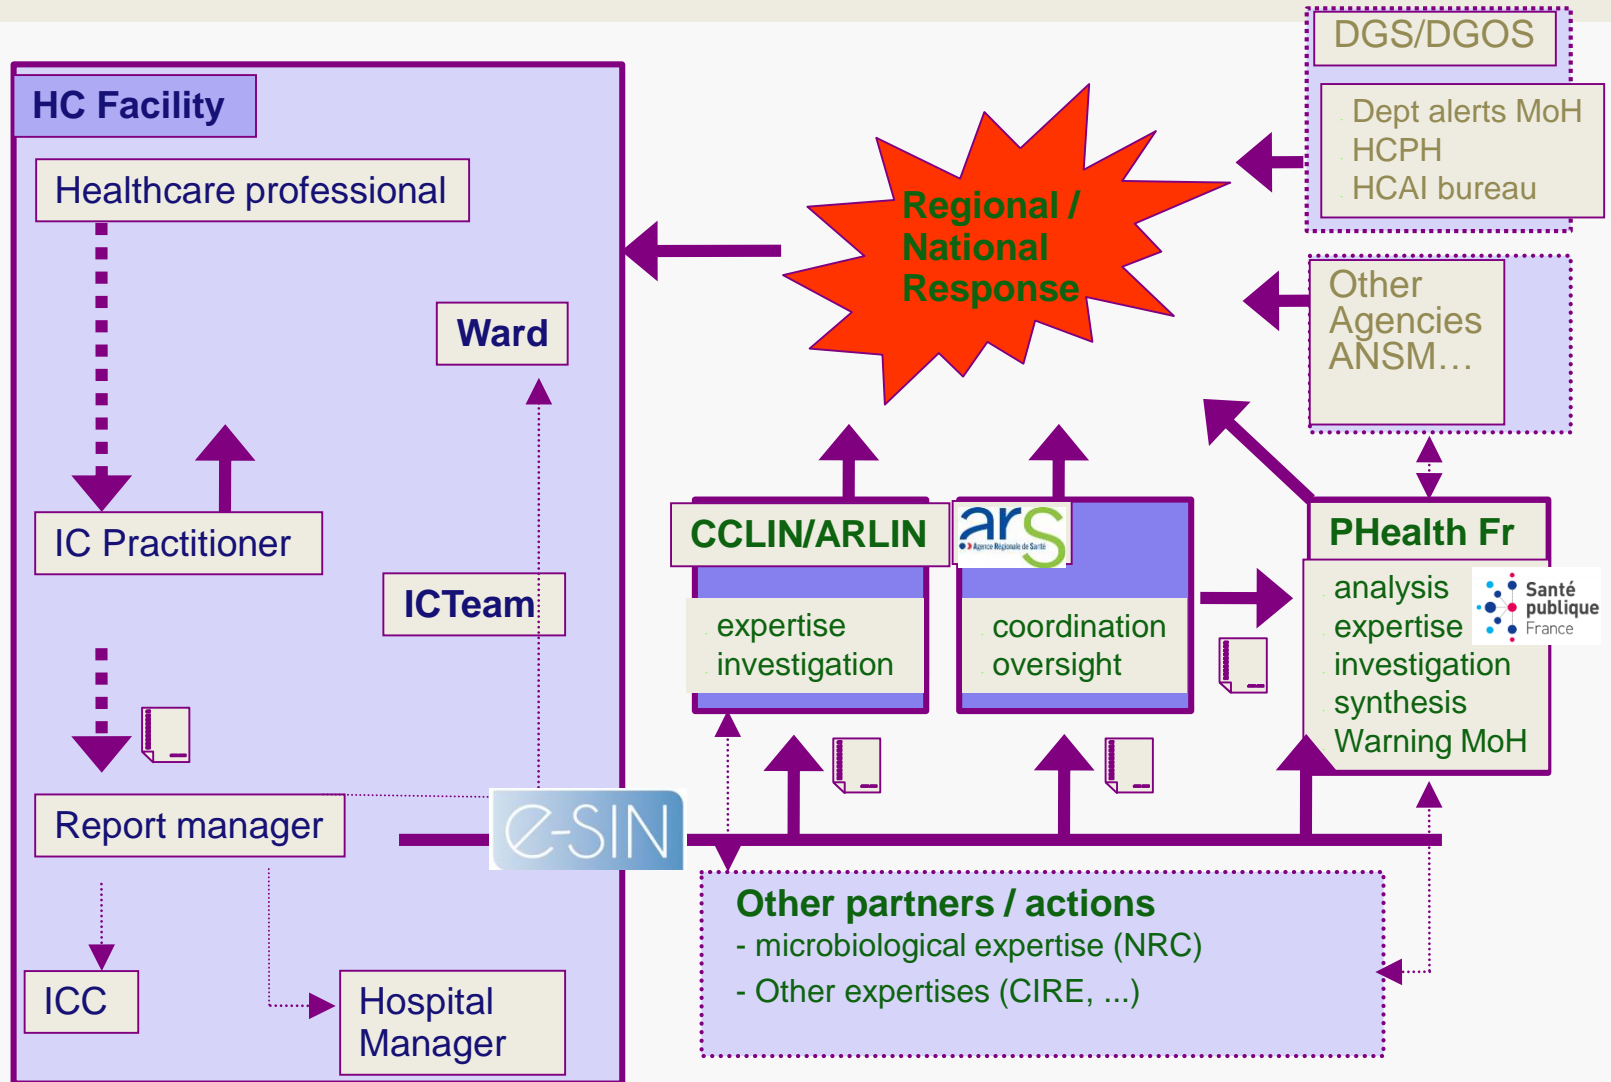 DGS/DGOS
Dept alerts MoH
HCPH
HCAI bureau
HC Facility
Healthcare professional
Regional /
National
Response
Other
Agencies
ANSM…
Ward
IC Practitioner
ICTeam
CCLIN/ARLIN
expertise
investigation
ars
Agence Régionale de Santé
coordination
oversight
PHealth Fr
analysis
expertise
investigation
synthesis
Warning MoH
Santé
publique
France
Report manager
e-SIN
ICC
Hospital
Manager
Other partners / actions
- microbiological expertise (NRC)
- Other expertises (CIRE, ...)